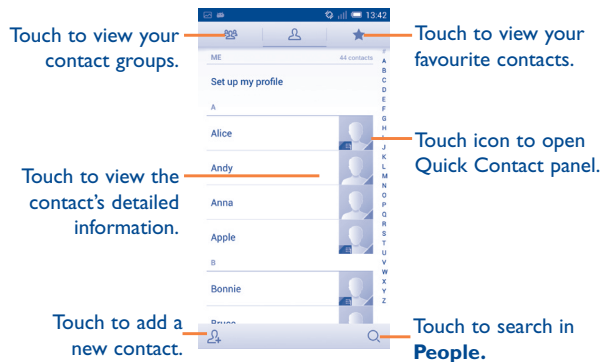 13:42
Touch to view your
contact groups.
Touch to view your
favourite contacts.
ME
44 contacts
Set up my profile
A
Alice
Touch icon to open
Quick Contact panel.
Andy
Touch to view the
contact's detailed
information.
Anna
Apple
B
Bonnie
Bruce
Touch to add a
new contact.
Touch to search in
People.
#
A
B
C
D
E
F
G
H
I
J
K
L
M
N
O
P
Q
R
S
T
U
V
W
X
Y
Z